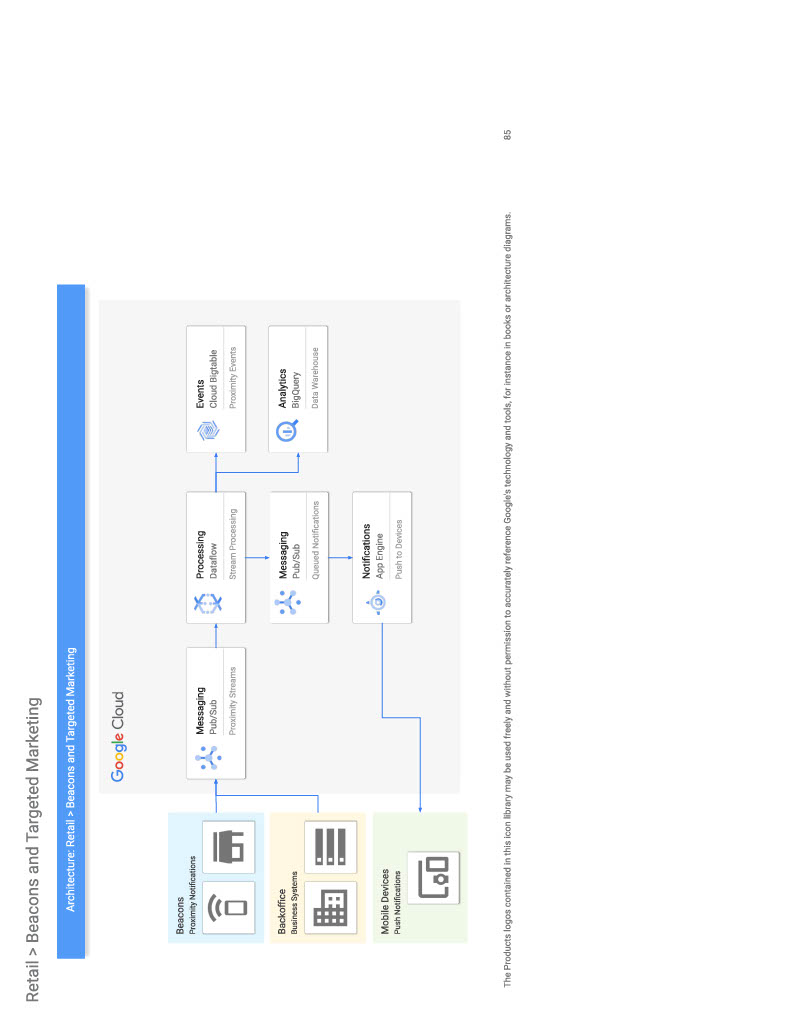 Retail > Beacons and Targeted Marketing
Architecture: Retail > Beacons and Targeted Marketing
Google Cloud
Beacons
Proximity Notifications
Backoffice
Business Systems
Mobile Devices
Push Notifications
Messaging
Pub/Sub
Proximity Streams
Processing
Dataflow
Stream Processing
Messaging
Pub/Sub
Queued Notifications
Notifications
App Engine
Push to Devices
Events
Cloud Bigtable
Proximity Events
Analytics
BigQuery
Data Warehouse
The Products logos contained in this icon library may be used freely and without permission to accurately reference Google's technology and tools, for instance in books or architecture diagrams.
85